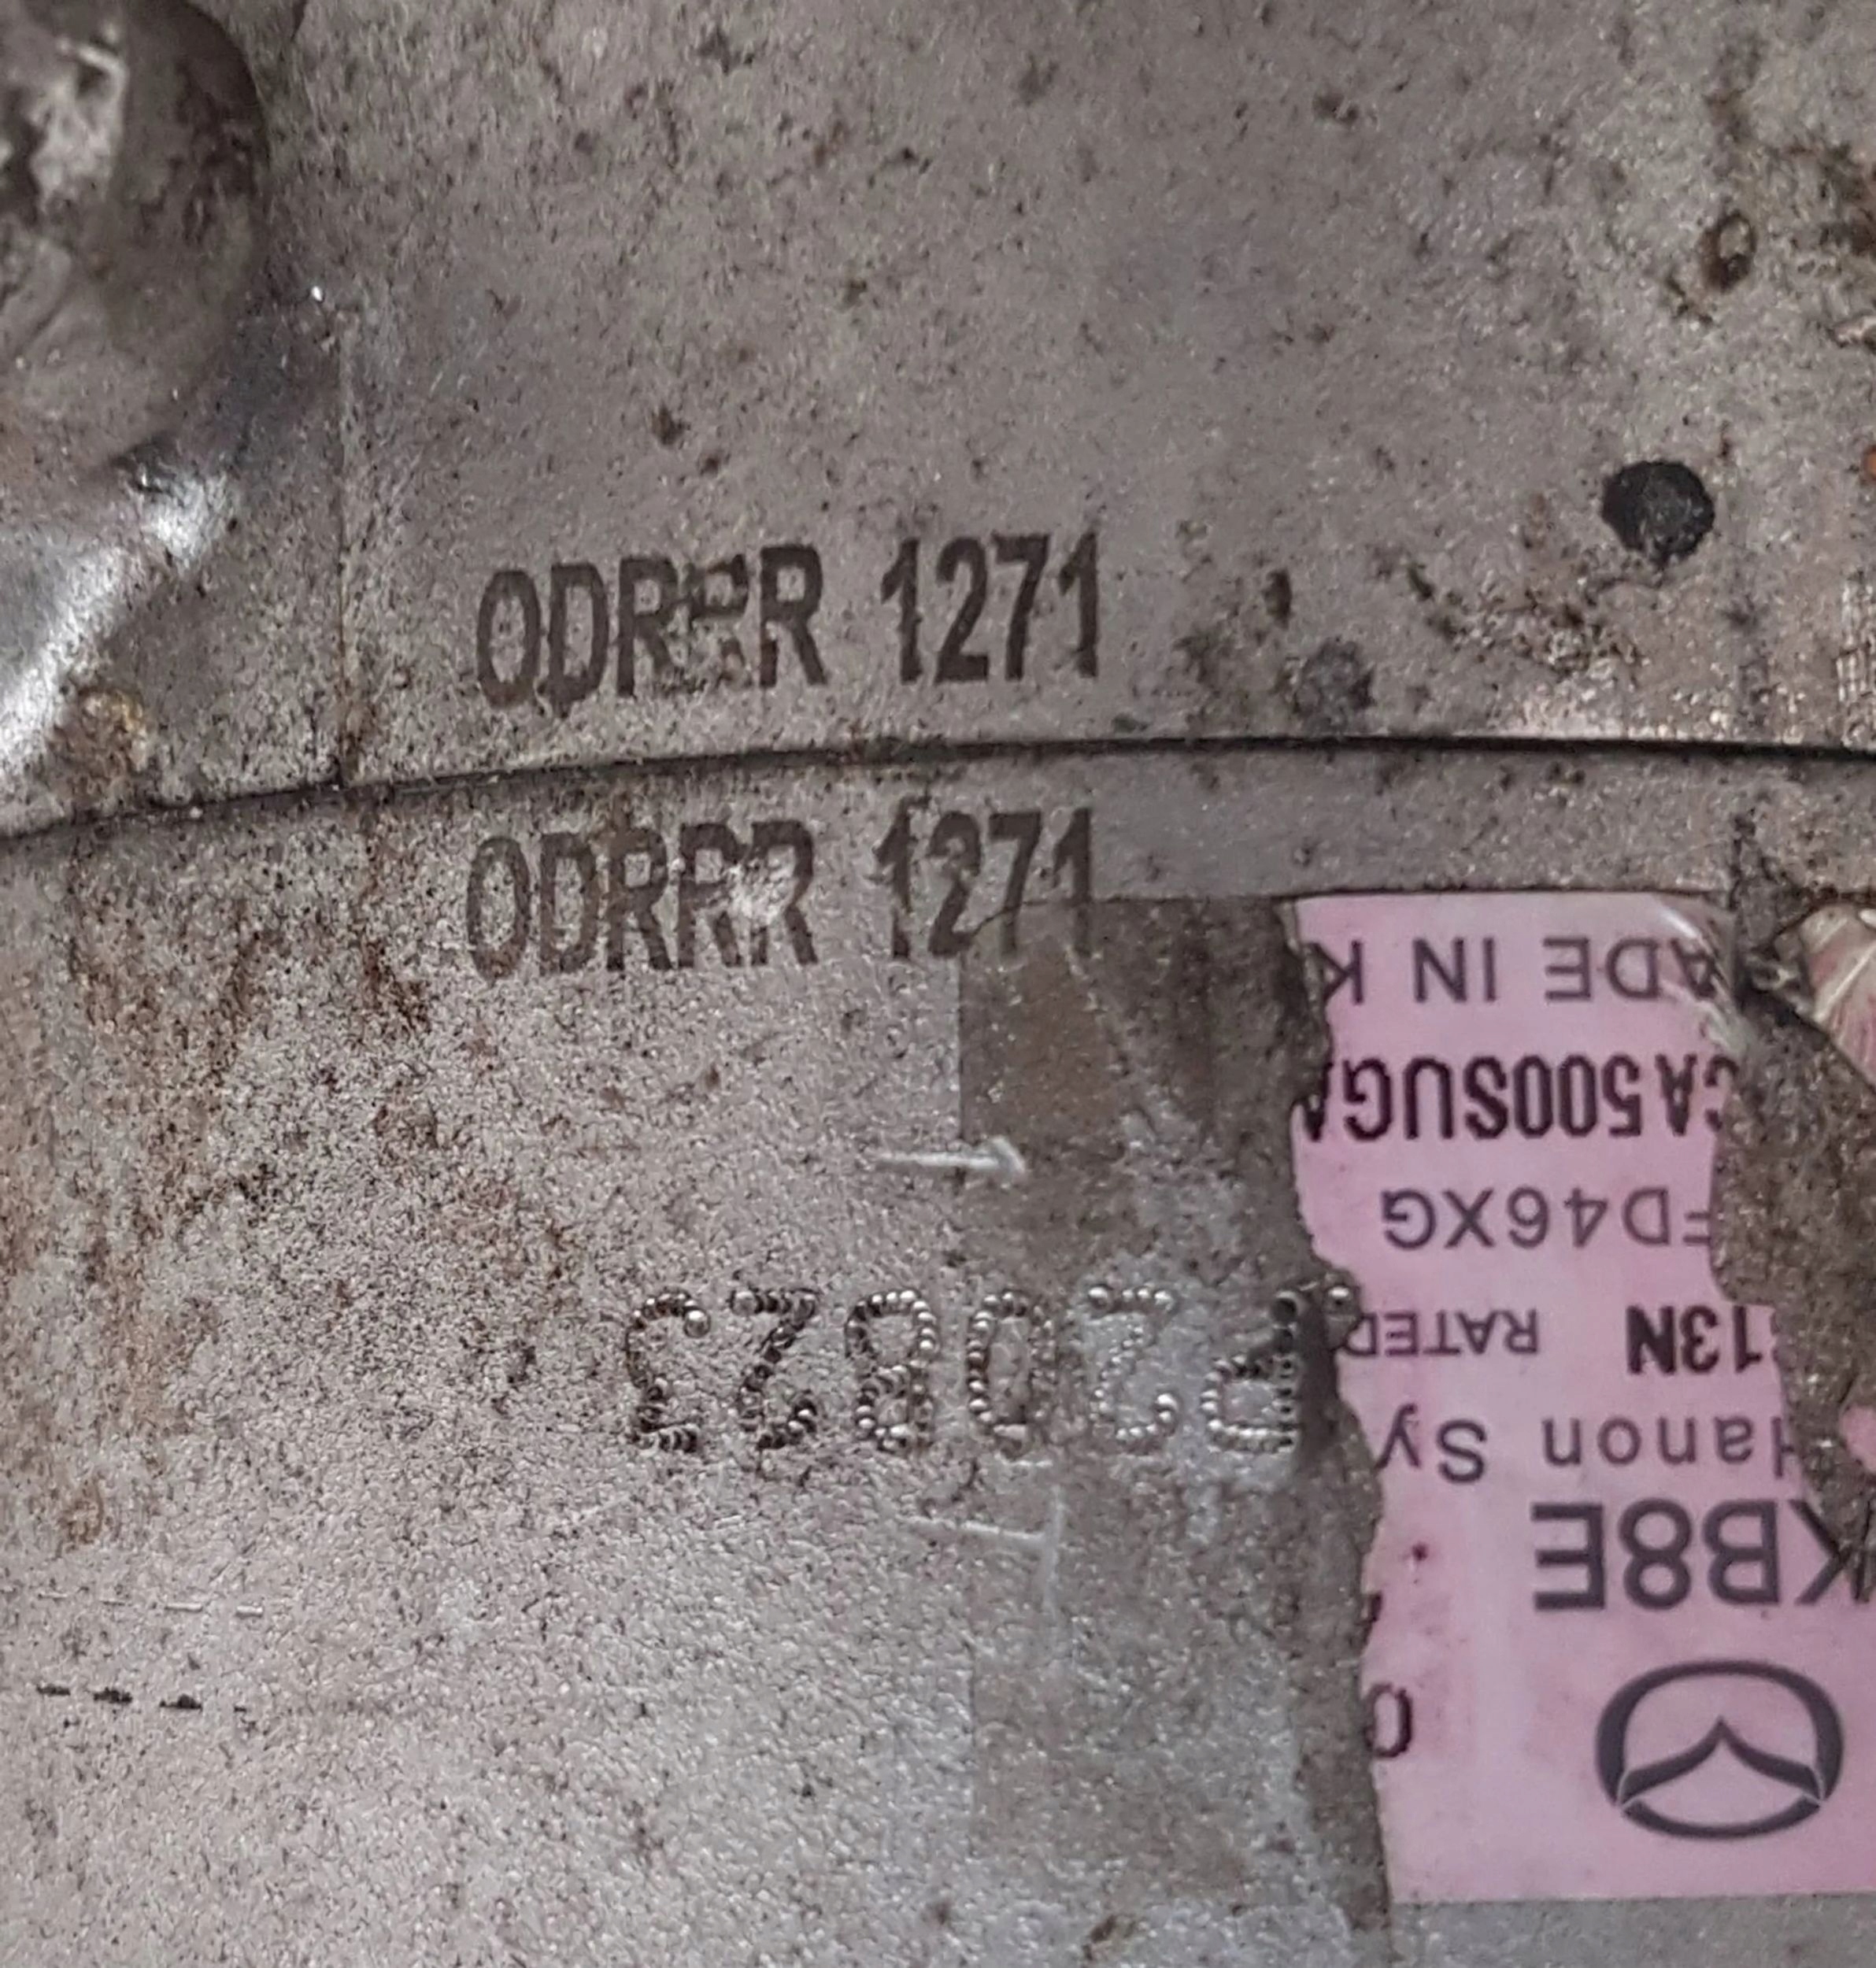 ODRRR 1271
ODRRR 1271
P20823
KB8E
Hanon Sy
13N RATED
FD46XG
CA500SUGA
ADE IN K